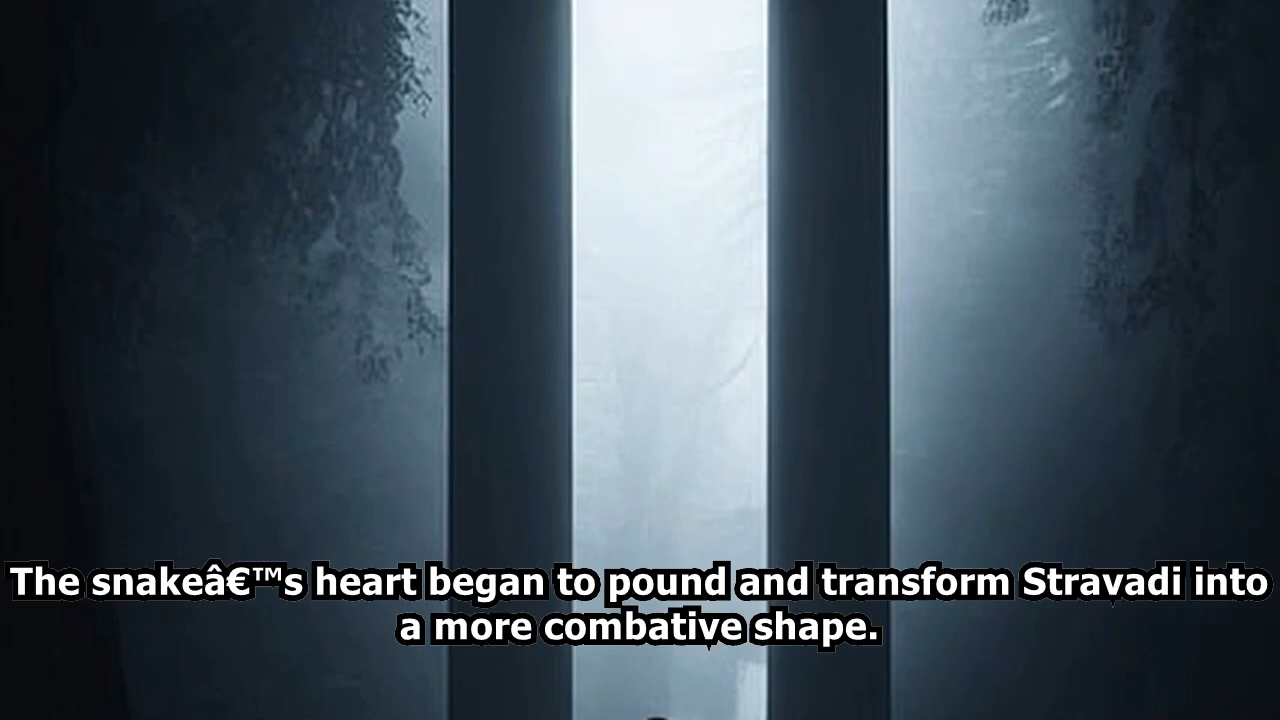 The snakeâ€™s heart began to pound and transform Stravadi into
a more combative shape.